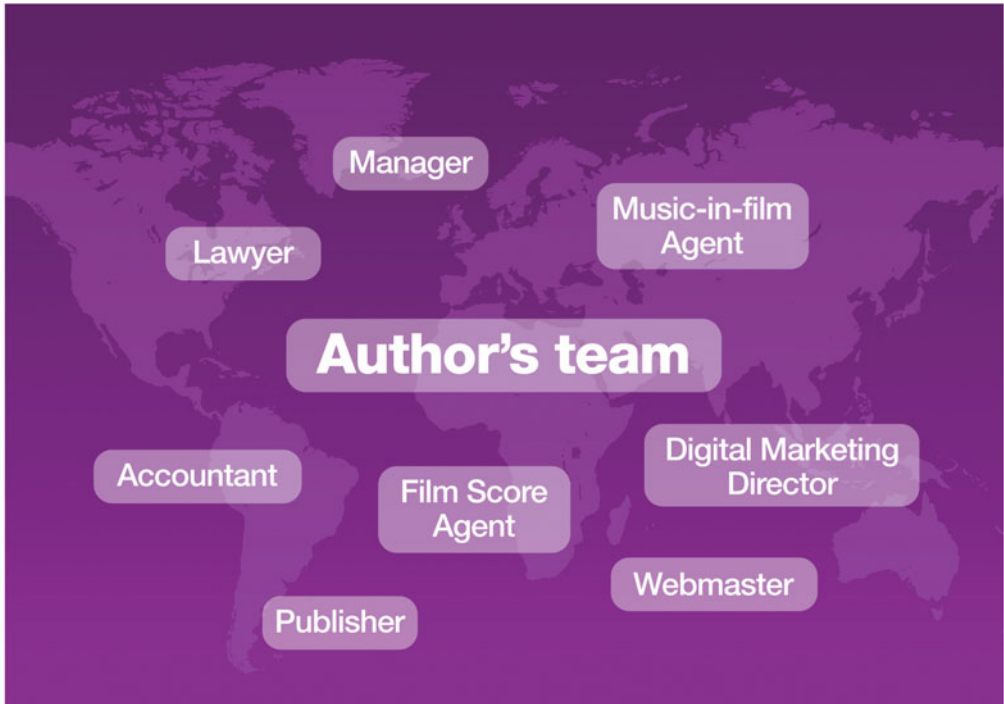 Manager
Music-in-film
Agent
Lawyer
Author's team
Accountant
Film Score
Agent
Digital Marketing
Director
Webmaster
Publisher